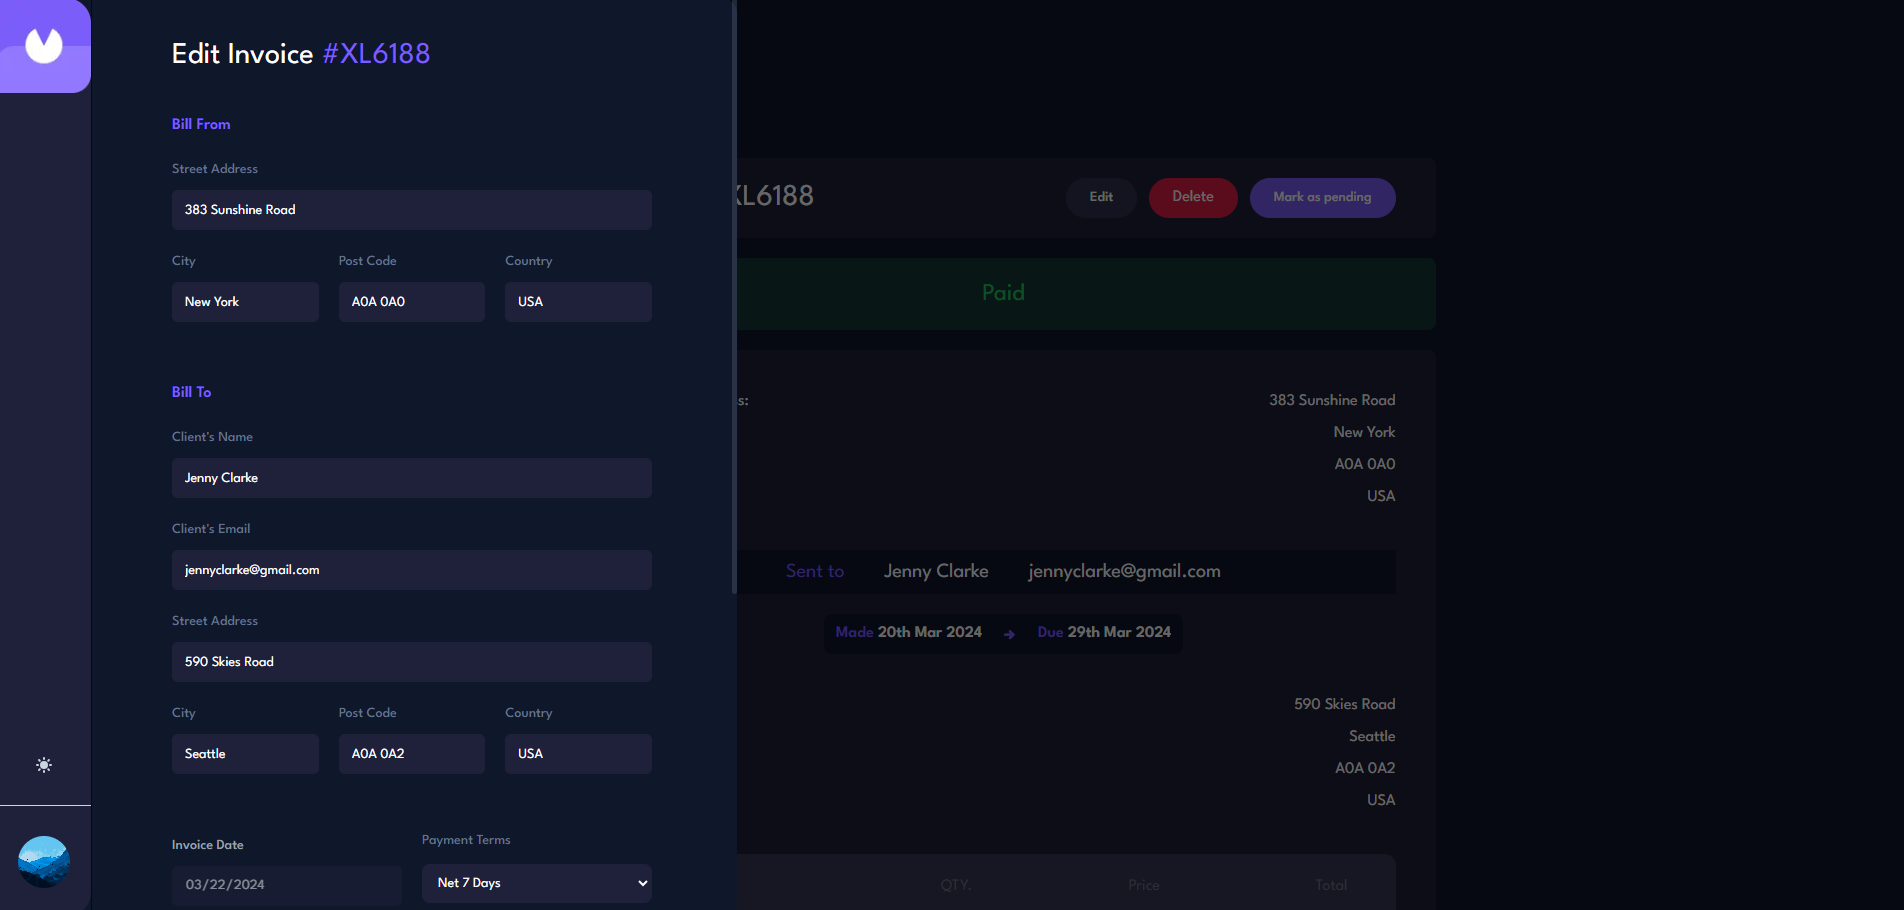 Edit Invoice #XL6188
Bill From
Street Address
383 Sunshine Road
City Post Code Country
New York A0A 0A0 USA
Bill To
Client's Name
Jenny Clarke
Client's Email
jennyclarke@gmail.com
Street Address
590 Skies Road
City Post Code Country
Seattle A0A 0A2 USA
Invoice Date Payment Terms
03/22/2024 Net 7 Days
XL6188 Edit Delete Mark as pending
Paid
s: 383 Sunshine Road
New York
A0A 0A0
USA
Sent to Jenny Clarke jennyclarke@gmail.com
Made 20th Mar 2024 → Due 29th Mar 2024
590 Skies Road
Seattle
A0A 0A2
USA
QTY. Price Total